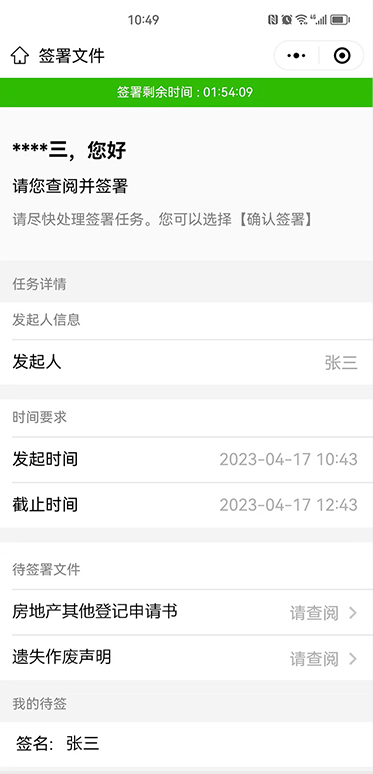 10:49
签署文件
签署剩余时间 : 01:54:09
****三，您好
请您查阅并签署
请尽快处理签署任务。您可以选择【确认签署】
任务详情
发起人信息
发起人 张三
时间要求
发起时间 2023-04-17 10:43
截止时间 2023-04-17 12:43
待签署文件
房地产其他登记申请书 请查阅
遗失作废声明 请查阅
我的待签
签名: 张三